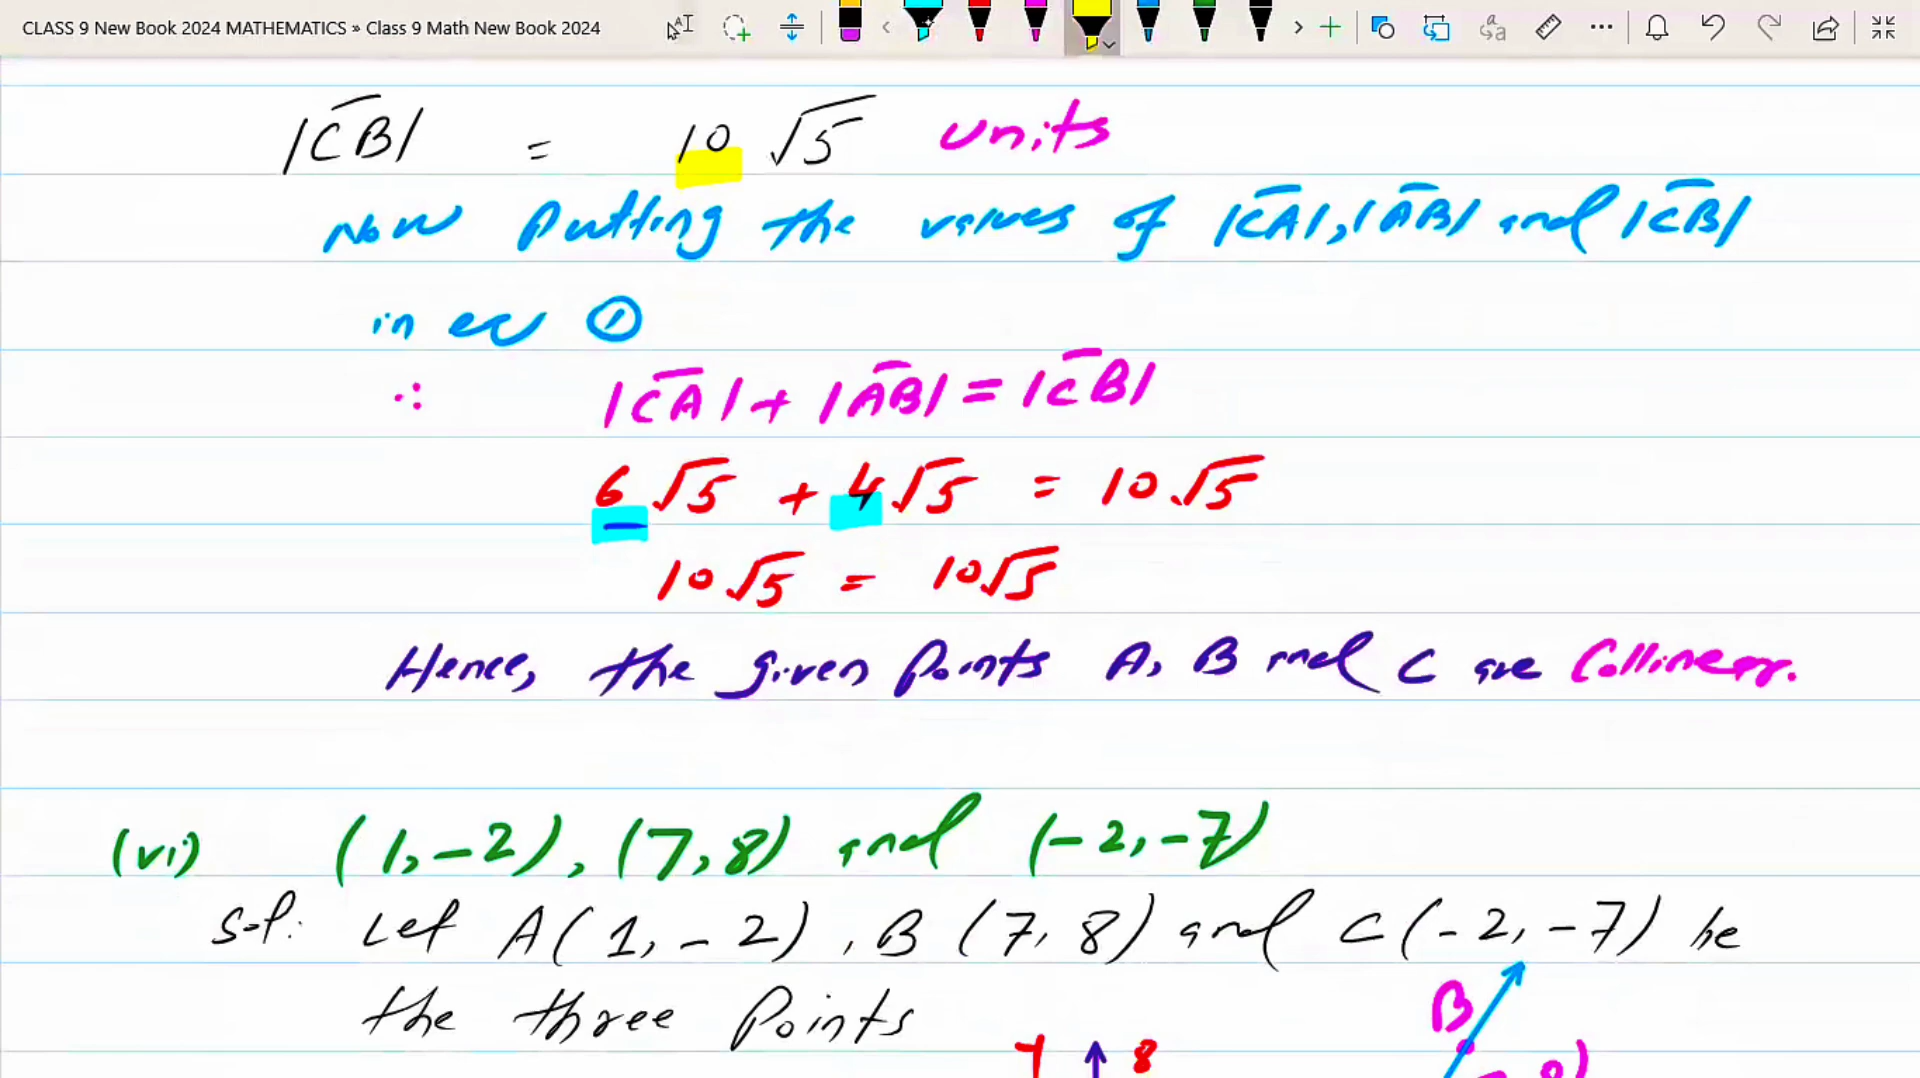 CLASS 9 New Book 2024 MATHEMATICS » Class 9 Math New Book 2024
|CB| = 10 √5 units
Now putting the values of |CA|, |AB| and |CB|
in eq ①
∴ |CA| + |AB| = |CB|
6√5 + 4√5 = 10√5
10√5 = 10√5
Hence, the given points A, B and C are Collinear.
(vi) (1, -2), (7, 8) and (-2, -7)
Sol: Let A(1, -2), B (7, 8) and C(-2, -7) be
the three points
B
8